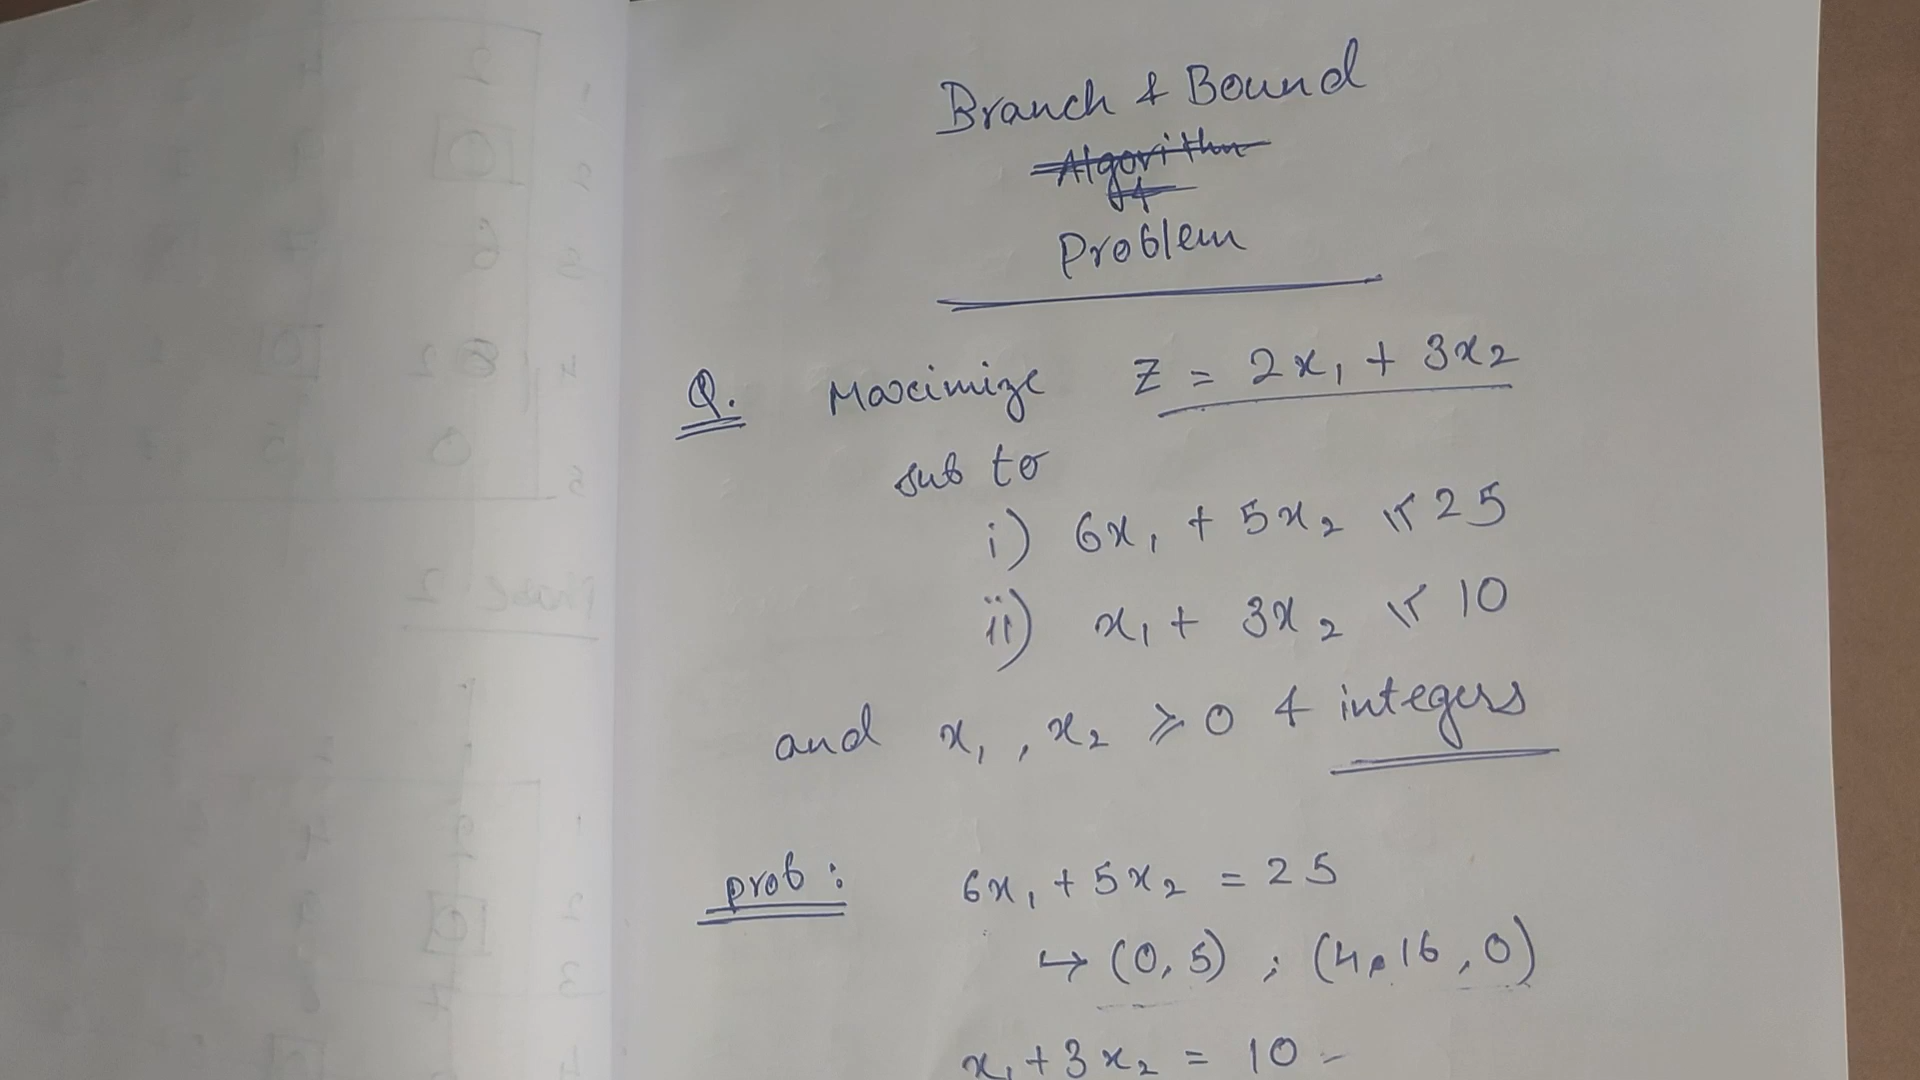 Branch & Bound
Problem
Q. Maximize Z = 2x₁ + 3x₂
sub to
i) 6x₁ + 5x₂ ≤ 25
ii) x₁ + 3x₂ ≤ 10
and x₁, x₂ ≥ 0 & integers
prob: 6x₁ + 5x₂ = 25
↳ (0, 5) ; (4.16, 0)
x₁ + 3x₂ = 10 -